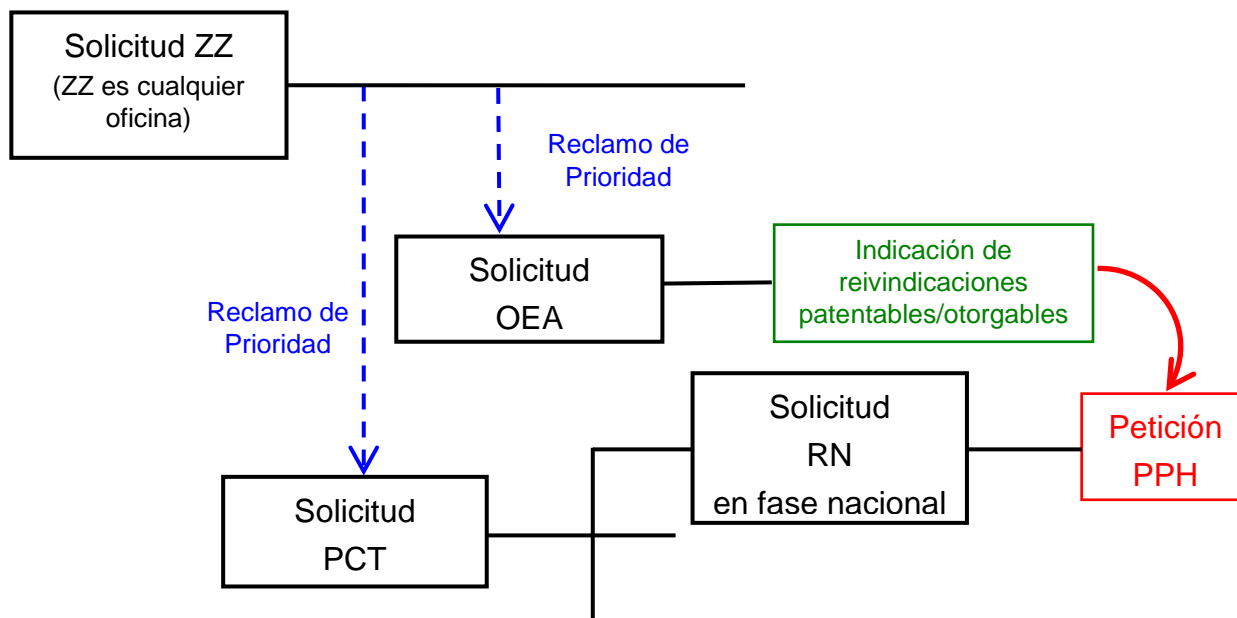 Solicitud ZZ
(ZZ es cualquier
oficina)
Reclamo de
Prioridad
Solicitud
OEA
Indicación de
reivindicaciones
patentables/otorgables
Reclamo de
Prioridad
Solicitud
RN
en fase nacional
Petición
PPH
Solicitud
PCT